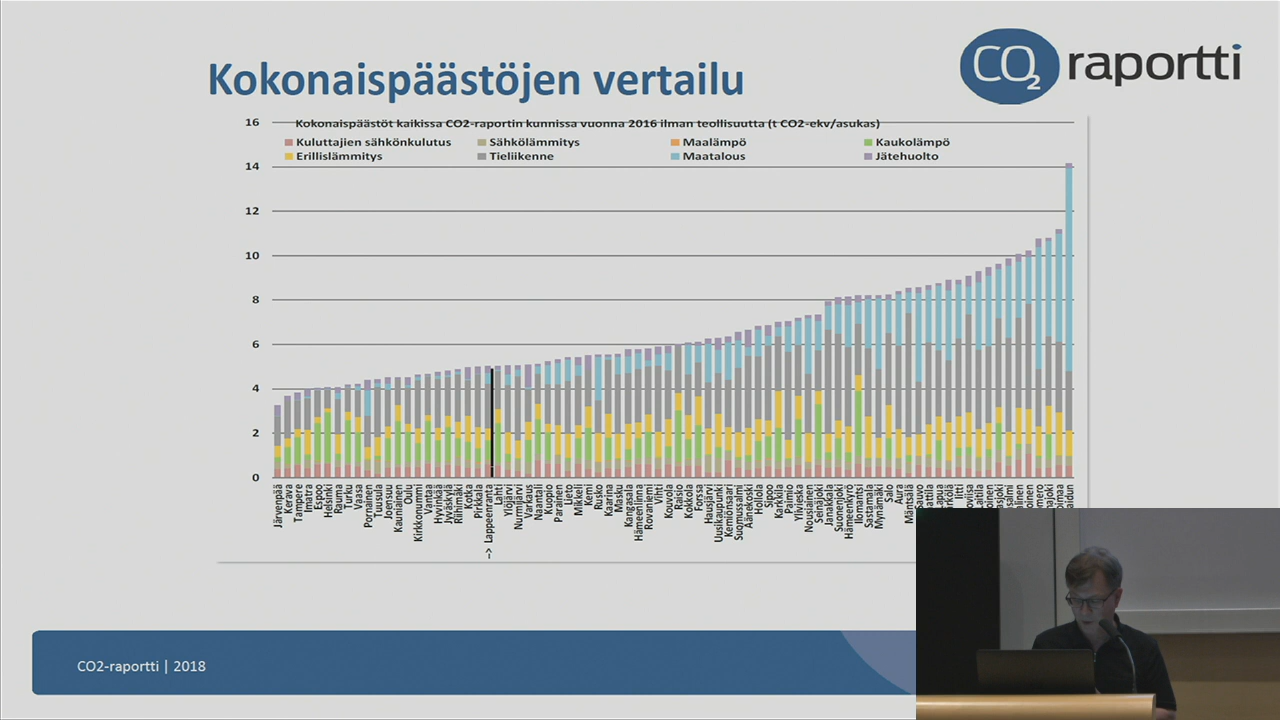 CO2 raportti
Kokonaispäästöjen vertailu
Kokonaispäästöt kaikissa CO2-raportin kunnissa vuonna 2016 ilman teollisuutta (t CO2-ekv/asukas)
Kuluttajien sähkönkulutus Sähkölämmitys Maalämpö Kaukolämpö
Erillislämmitys Tieliikenne Maatalous Jätehuolto
16
14
12
10
8
6
4
2
0
Järvenpää
Kerava
Tampere
Imatra
Espoo
Helsinki
Rauma
Turku
Vaasa
Pornainen
Tuusula
Joensuu
Kauniainen
Oulu
Kirkkonummi
Vantaa
Hyvinkää
Jyväskylä
Riihimäki
Kotka
Pirkkala
--> Lappeenranta
Lahti
Ylöjärvi
Nurmijärvi
Varkaus
Naantali
Kuopio
Parainen
Lieto
Mikkeli
Kemi
Rusko
Kaarina
Masku
Kangasala
Hämeenlinna
Rovaniemi
Vihti
Kouvola
Raisio
Kokkola
Forssa
Hausjärvi
Uusikaupunki
Keminmaa
Suomussalmi
Äänekoski
Hollola
Sipoo
Karkkila
Paimio
Ylivieska
Nousiainen
Seinäjoki
Janakkala
Suonenjoki
Hämeenkyrö
Ilomantsi
Sastamala
Mynämäki
Salo
Aura
Mäntsälä
CO2-raportti | 2018